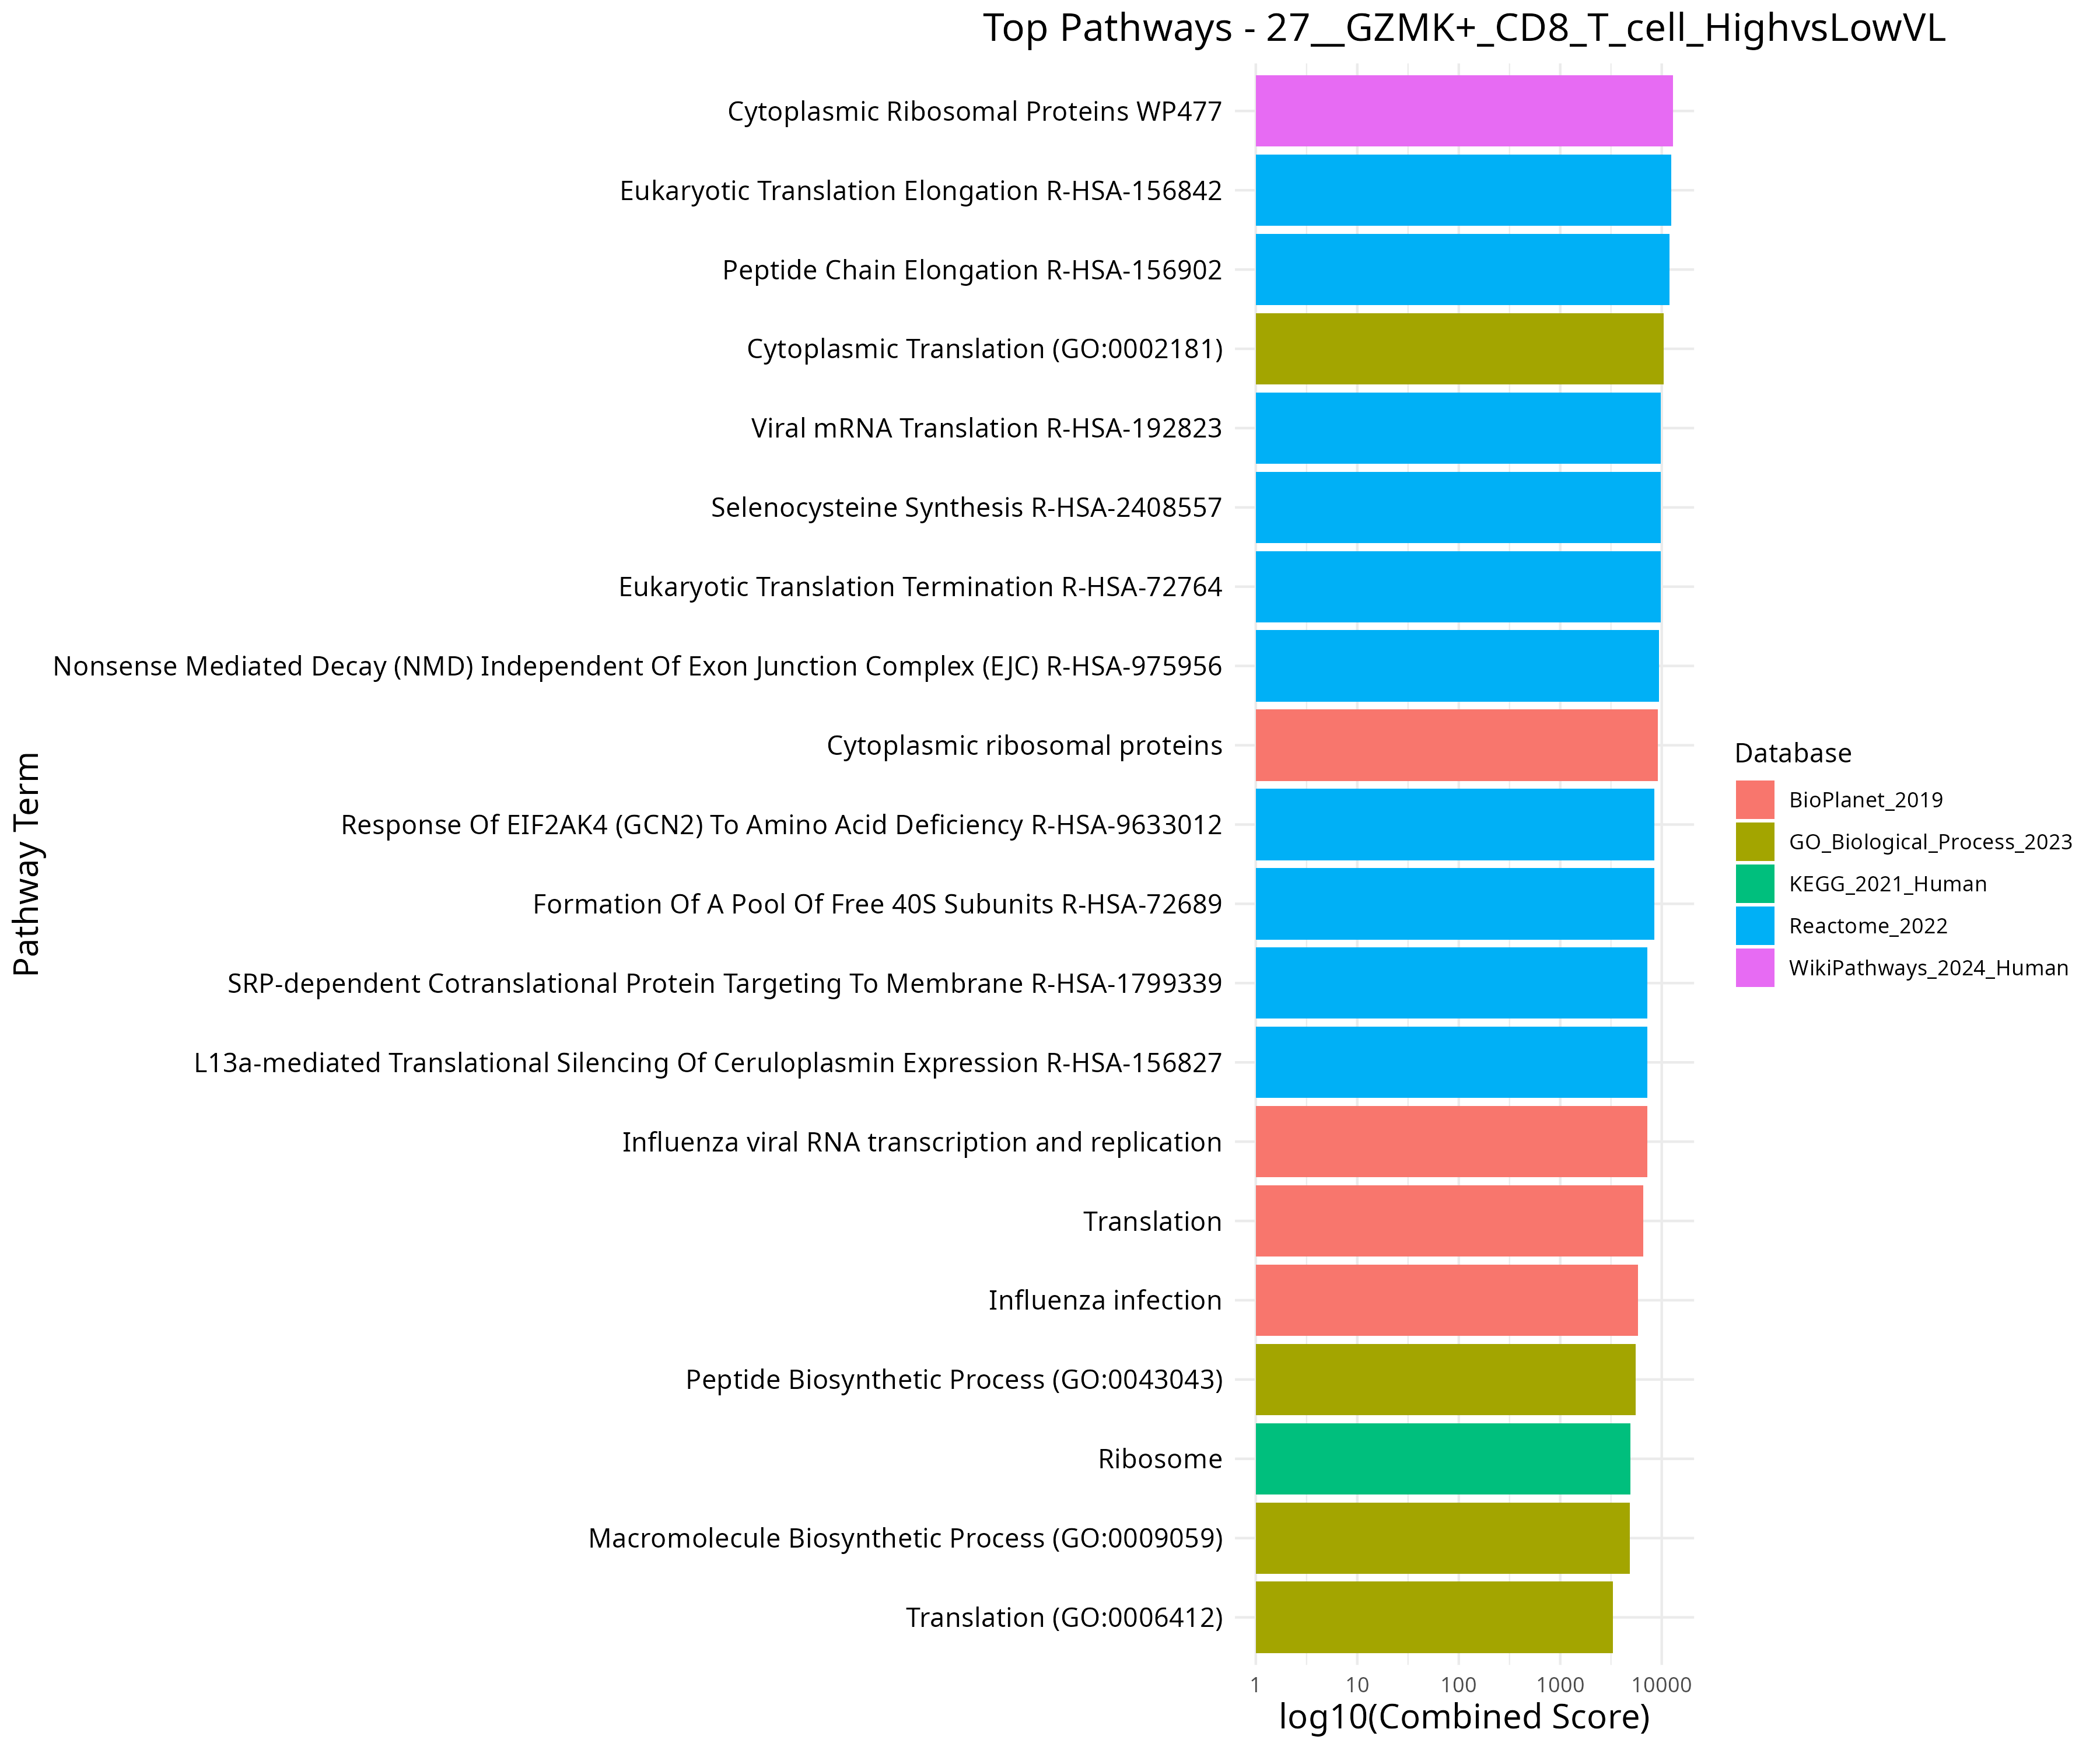 Top Pathways - 27__GZMK+_CD8_T_cell_HighvsLowVL
Pathway Term
Cytoplasmic Ribosomal Proteins WP477
Eukaryotic Translation Elongation R-HSA-156842
Peptide Chain Elongation R-HSA-156902
Cytoplasmic Translation (GO:0002181)
Viral mRNA Translation R-HSA-192823
Selenocysteine Synthesis R-HSA-2408557
Eukaryotic Translation Termination R-HSA-72764
Nonsense Mediated Decay (NMD) Independent Of Exon Junction Complex (EJC) R-HSA-975956
Cytoplasmic ribosomal proteins
Response Of EIF2AK4 (GCN2) To Amino Acid Deficiency R-HSA-9633012
Formation Of A Pool Of Free 40S Subunits R-HSA-72689
SRP-dependent Cotranslational Protein Targeting To Membrane R-HSA-1799339
L13a-mediated Translational Silencing Of Ceruloplasmin Expression R-HSA-156827
Influenza viral RNA transcription and replication
Translation
Influenza infection
Peptide Biosynthetic Process (GO:0043043)
Ribosome
Macromolecule Biosynthetic Process (GO:0009059)
Translation (GO:0006412)
1 10 100 1000 10000
log10(Combined Score)
Database
BioPlanet_2019
GO_Biological_Process_2023
KEGG_2021_Human
Reactome_2022
WikiPathways_2024_Human